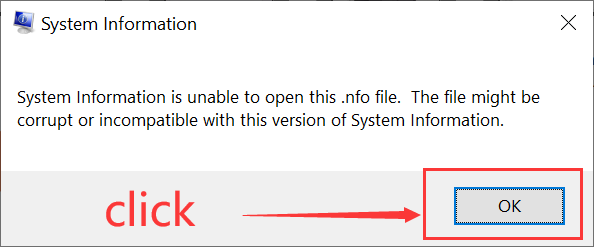 System Information
System Information is unable to open this .nfo file.  The file might be
corrupt or incompatible with this version of System Information.
click
OK